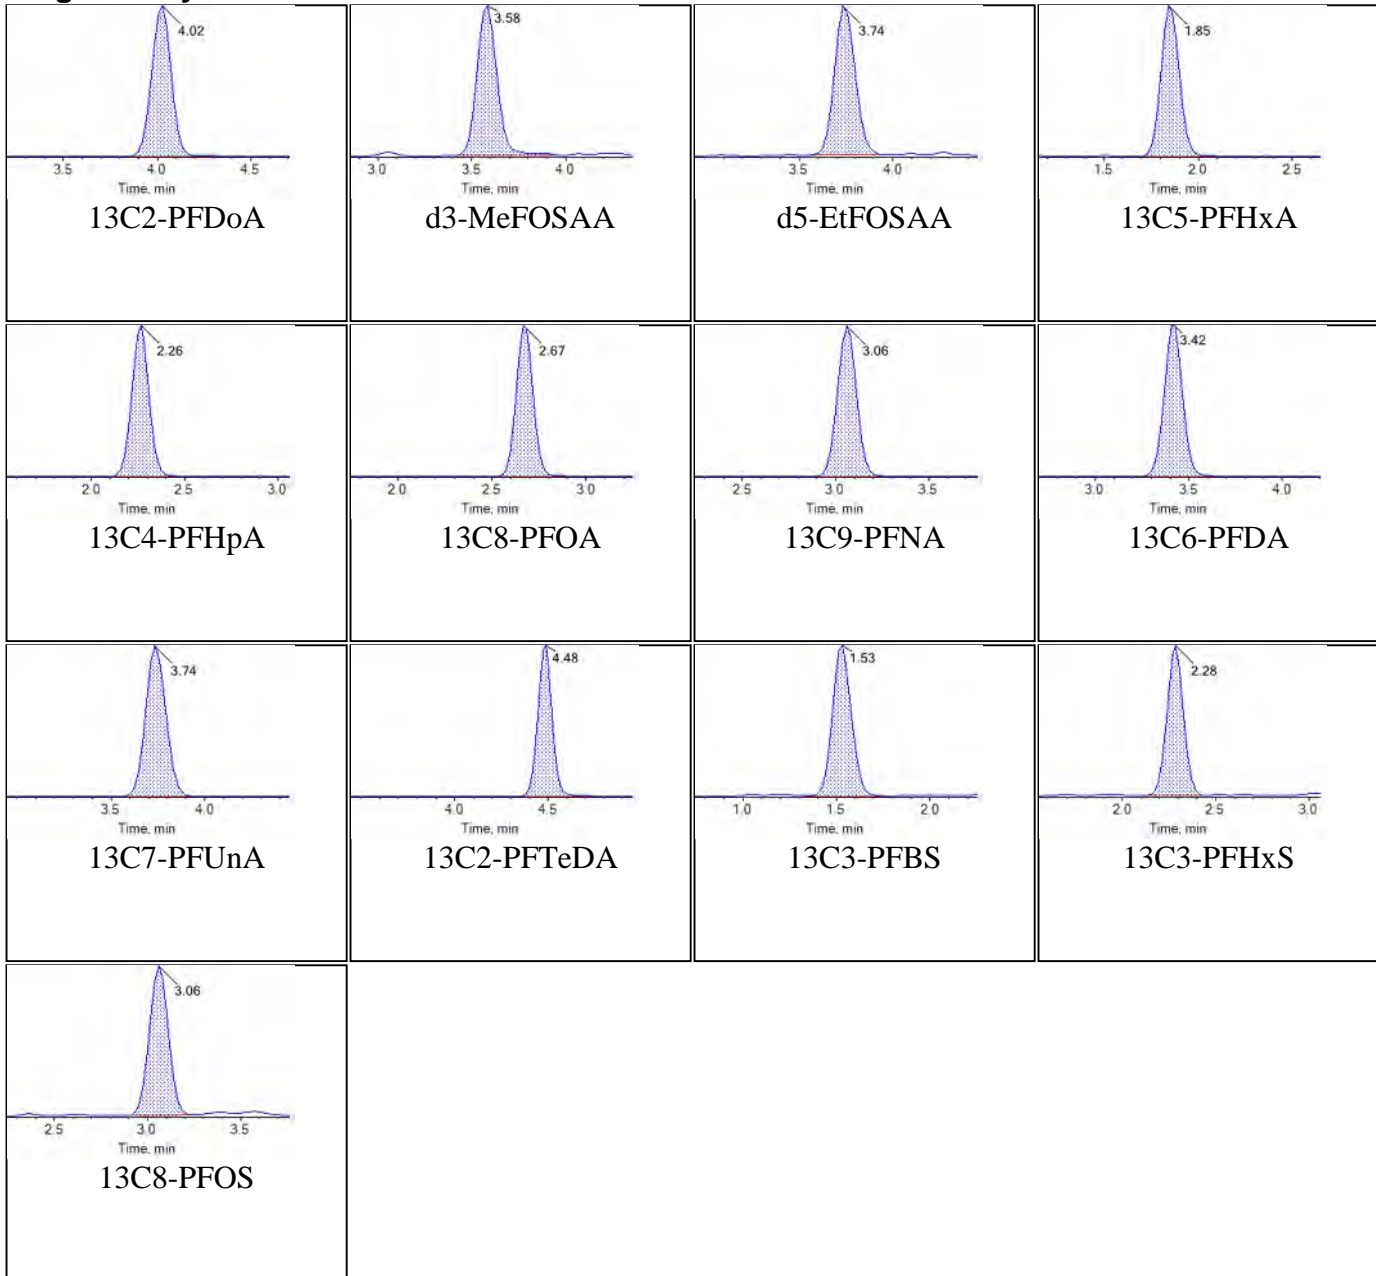 4.02
3.5 4.0 4.5
Time, min
13C2-PFDoA
3.58
3.0 3.5 4.0
Time, min
d3-MeFOSAA
3.74
3.5 4.0
Time, min
d5-EtFOSAA
1.85
1.5 2.0 2.5
Time, min
13C5-PFHxA
2.26
2.0 2.5 3.0
Time, min
13C4-PFHpA
2.67
2.0 2.5 3.0
Time, min
13C8-PFOA
3.06
2.5 3.0 3.5
Time, min
13C9-PFNA
3.42
3.0 3.5 4.0
Time, min
13C6-PFDA
3.74
3.5 4.0
Time, min
13C7-PFUnA
4.48
4.0 4.5
Time, min
13C2-PFTeDA
1.53
1.0 1.5 2.0
Time, min
13C3-PFBS
2.28
2.0 2.5 3.0
Time, min
13C3-PFHxS
3.06
2.5 3.0 3.5
Time, min
13C8-PFOS